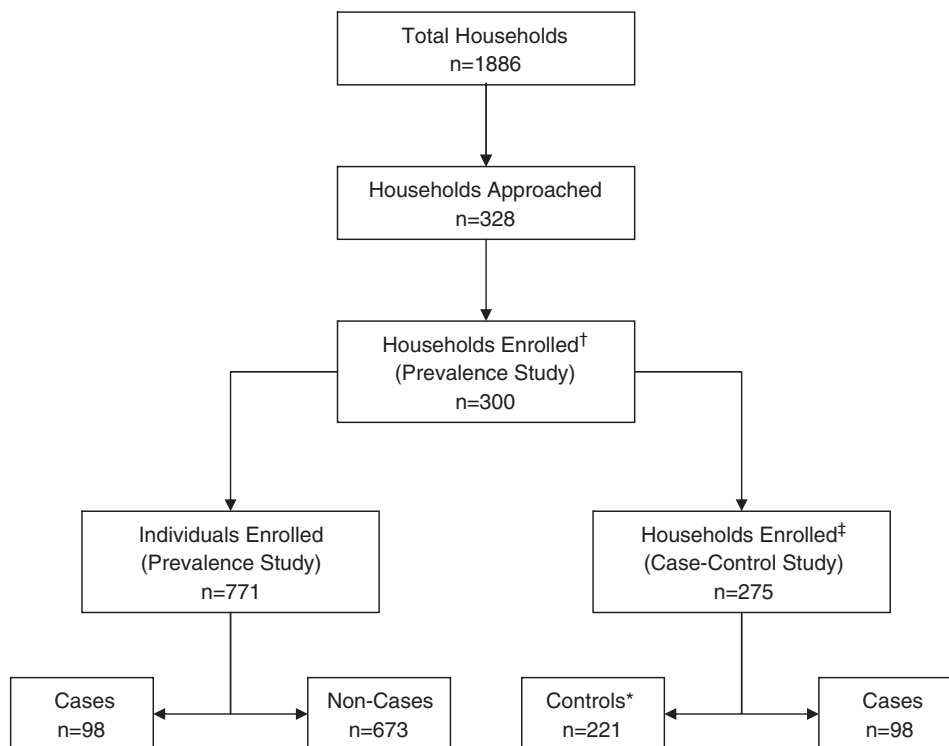 Total Households
n=1886
Households Approached
n=328
Households Enrolled†
(Prevalence Study)
n=300
Individuals Enrolled
(Prevalence Study)
n=771
Households Enrolled‡
(Case-Control Study)
n=275
Cases
n=98
Non-Cases
n=673
Controls*
n=221
Cases
n=98